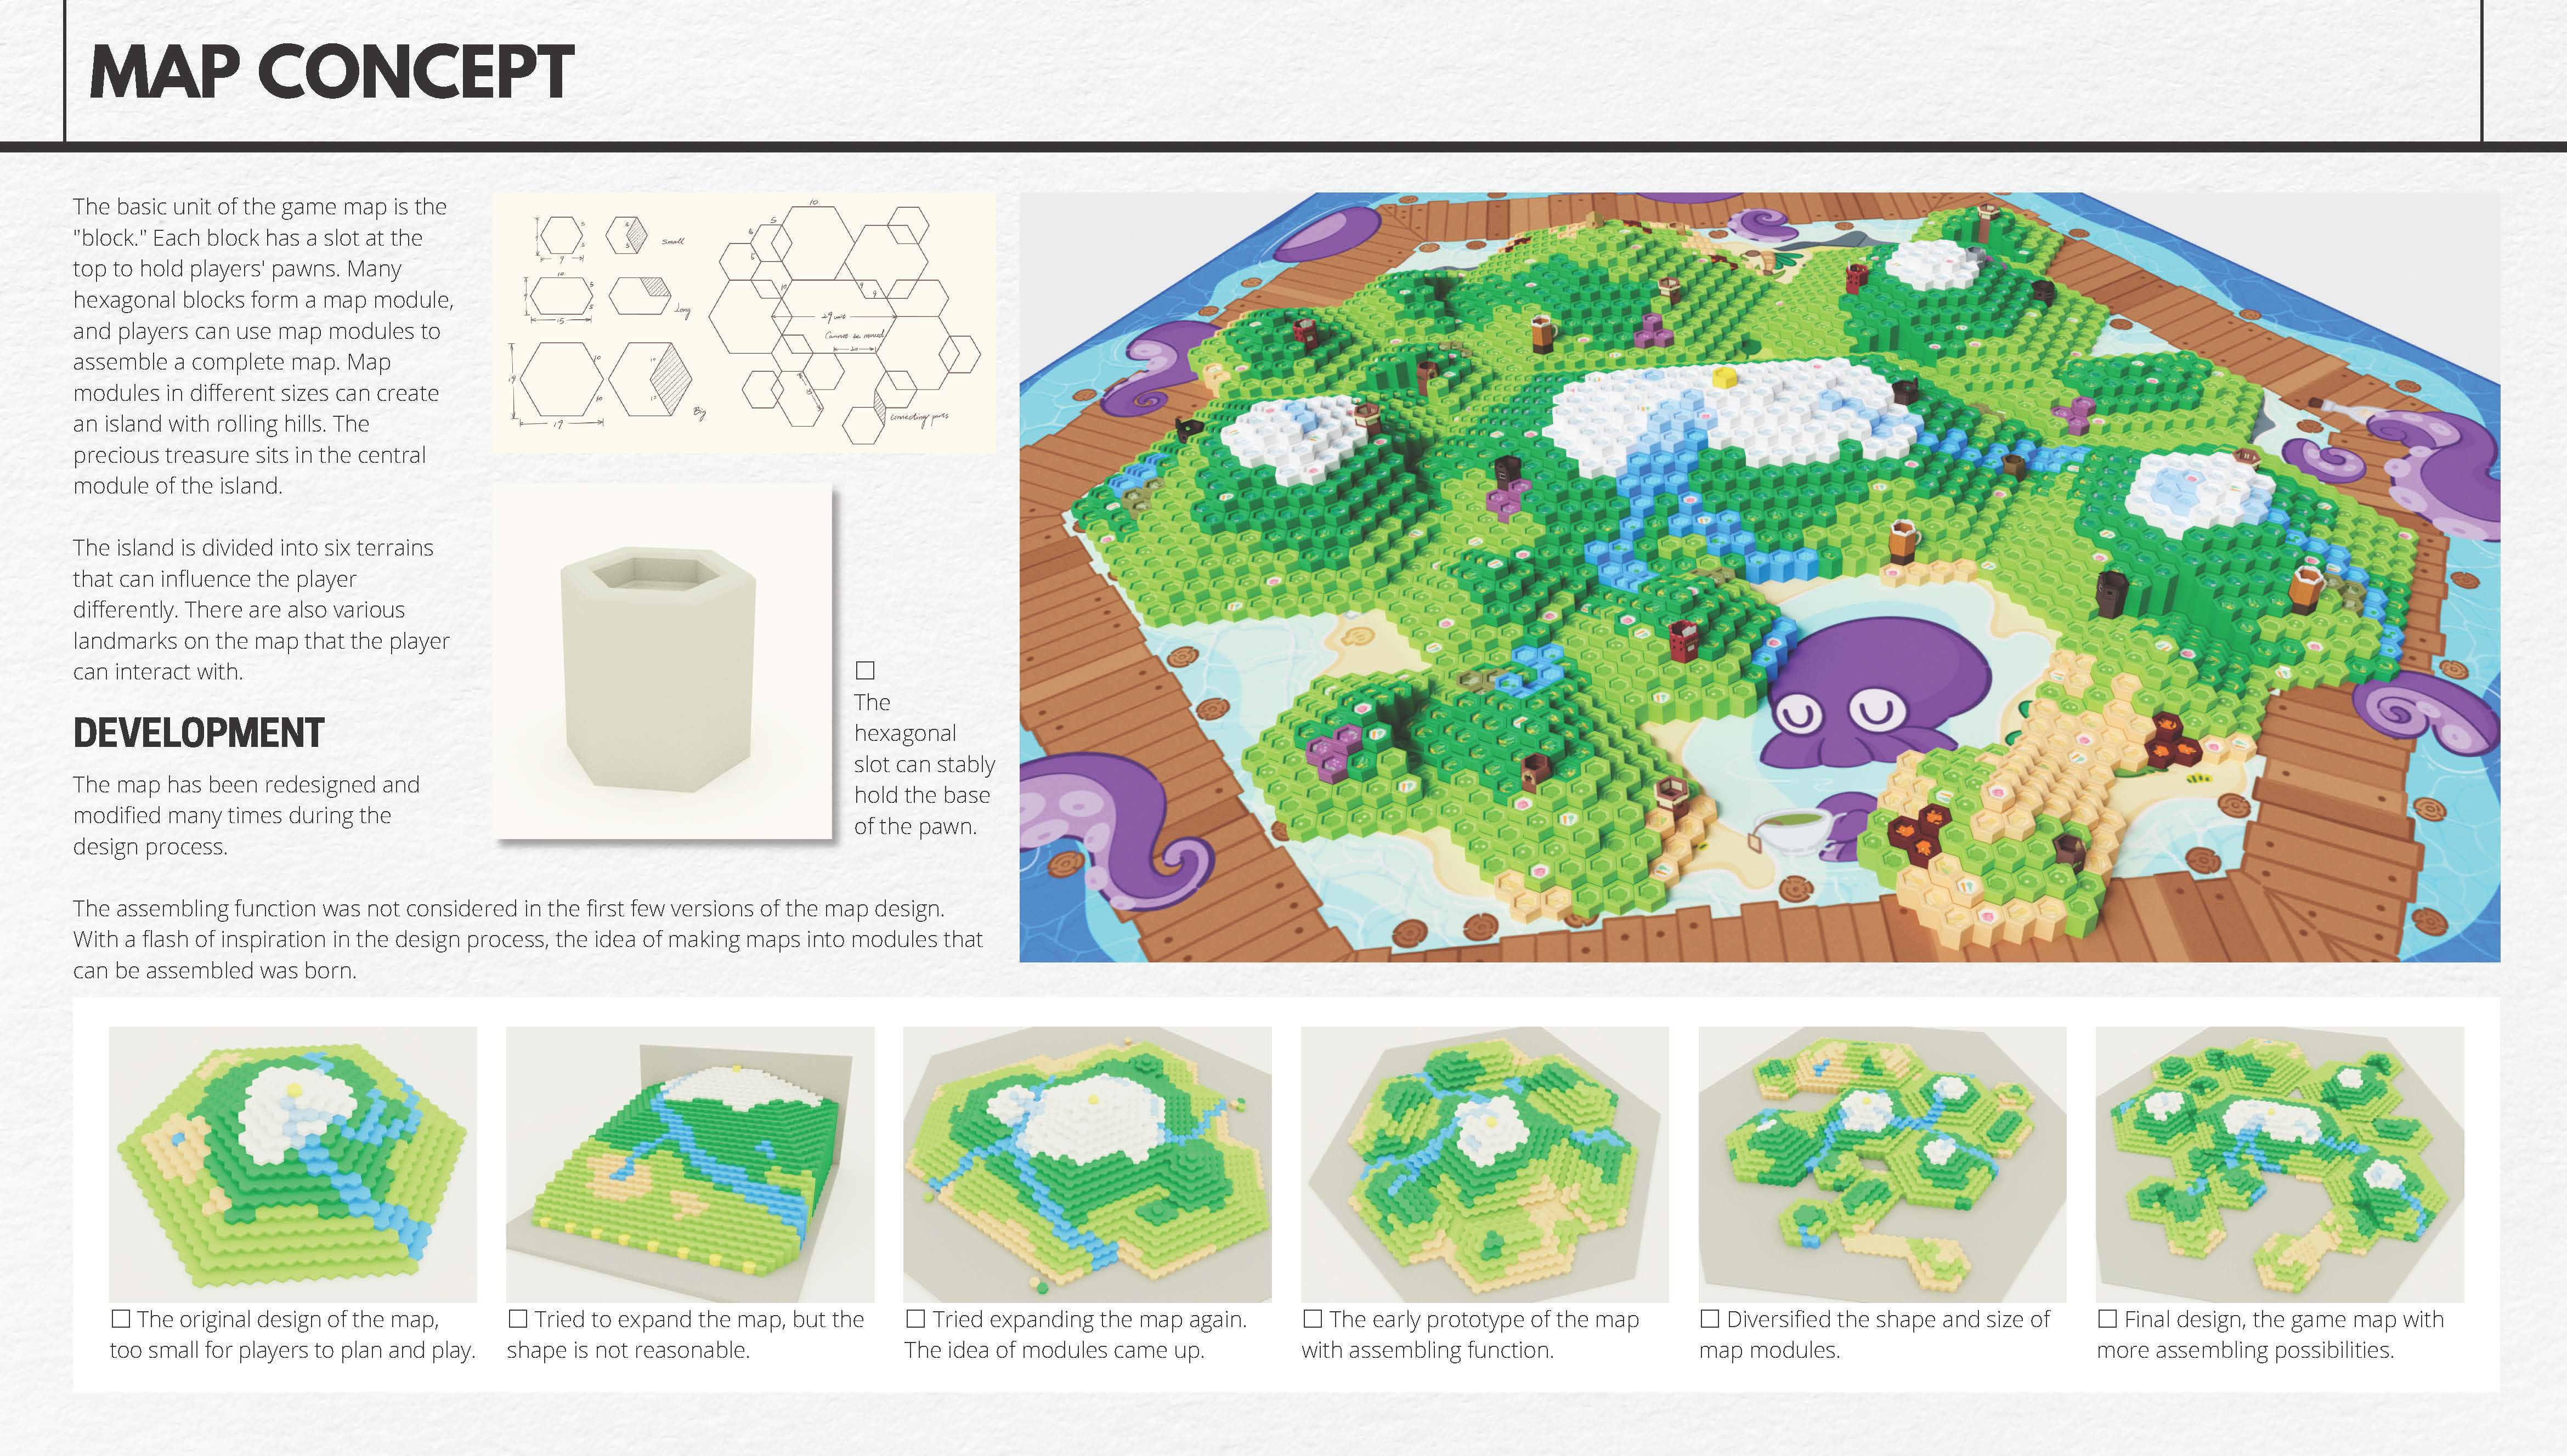 MAP CONCEPT
The basic unit of the game map is the
"block." Each block has a slot at the
top to hold players' pawns. Many
hexagonal blocks form a map module,
and players can use map modules to
assemble a complete map. Map
modules in different sizes can create
an island with rolling hills. The
precious treasure sits in the central
module of the island.
The island is divided into six terrains
that can influence the player
differently. There are also various
landmarks on the map that the player
can interact with.
DEVELOPMENT
The map has been redesigned and
modified many times during the
design process.
The assembling function was not considered in the first few versions of the map design.
With a flash of inspiration in the design process, the idea of making maps into modules that
can be assembled was born.
small
Long
Big
10
29 unit
Cannot be moved
connecting parts
☐
The
hexagonal
slot can stably
hold the base
of the pawn.
☐ The original design of the map,
too small for players to plan and play.
☐ Tried to expand the map, but the
shape is not reasonable.
☐ Tried expanding the map again.
The idea of modules came up.
☐ The early prototype of the map
with assembling function.
☐ Diversified the shape and size of
map modules.
☐ Final design, the game map with
more assembling possibilities.